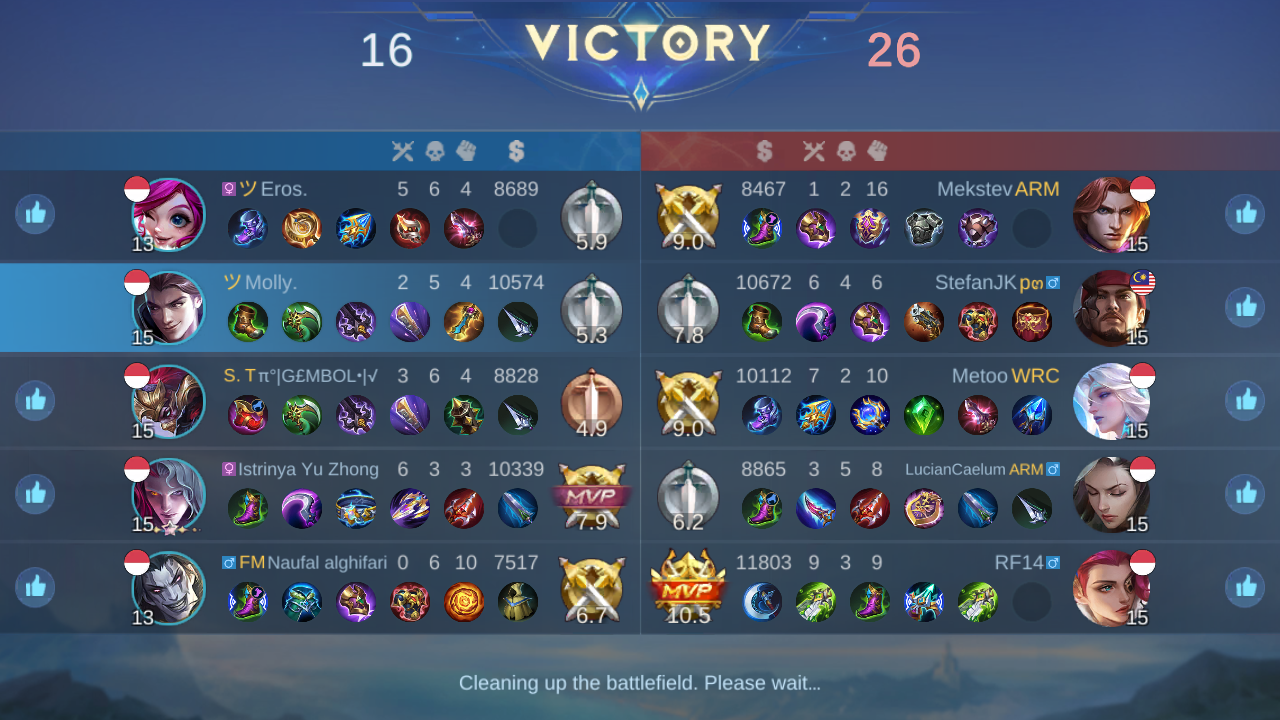 16 VICTORY 26
ツ Eros. 5 6 4 8689
13 5.9
8467 1 2 16 Mekstev ARM
9.0 15
ツ Molly. 2 5 4 10574
15 5.3
10672 6 4 6 StefanJK
7.8 15
S. T π°|G£MBOL•|√ 3 6 4 8828
15 4.9
10112 7 2 10 Metoo WRC
9.0 15
Istrinya Yu Zhong 6 3 3 10339
15 MVP 7.9
8865 3 5 8 LucianCaelum ARM
6.2 15
FM Naufal alghifari 0 6 10 7517
13 6.7
11803 9 3 9 RF14
MVP 10.5 15
Cleaning up the battlefield. Please wait...